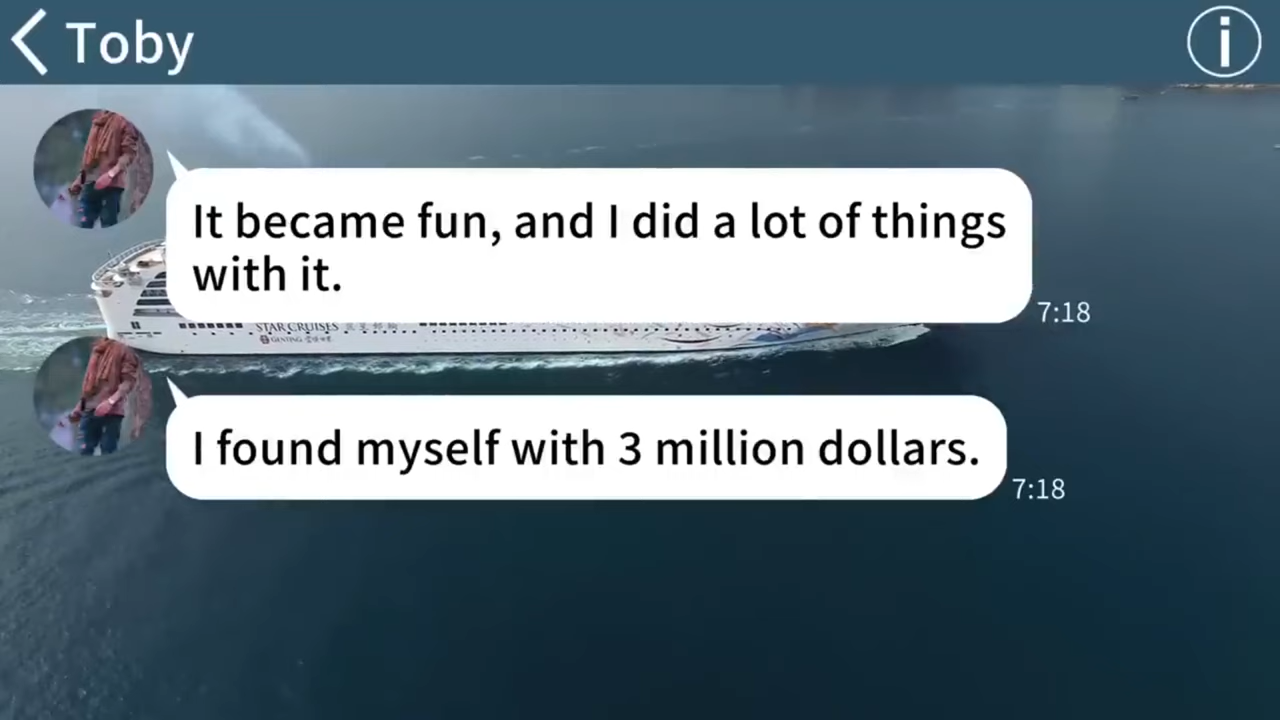 Toby
It became fun, and I did a lot of things
with it.
7:18
STAR CRUISES
GENTING
I found myself with 3 million dollars.
7:18